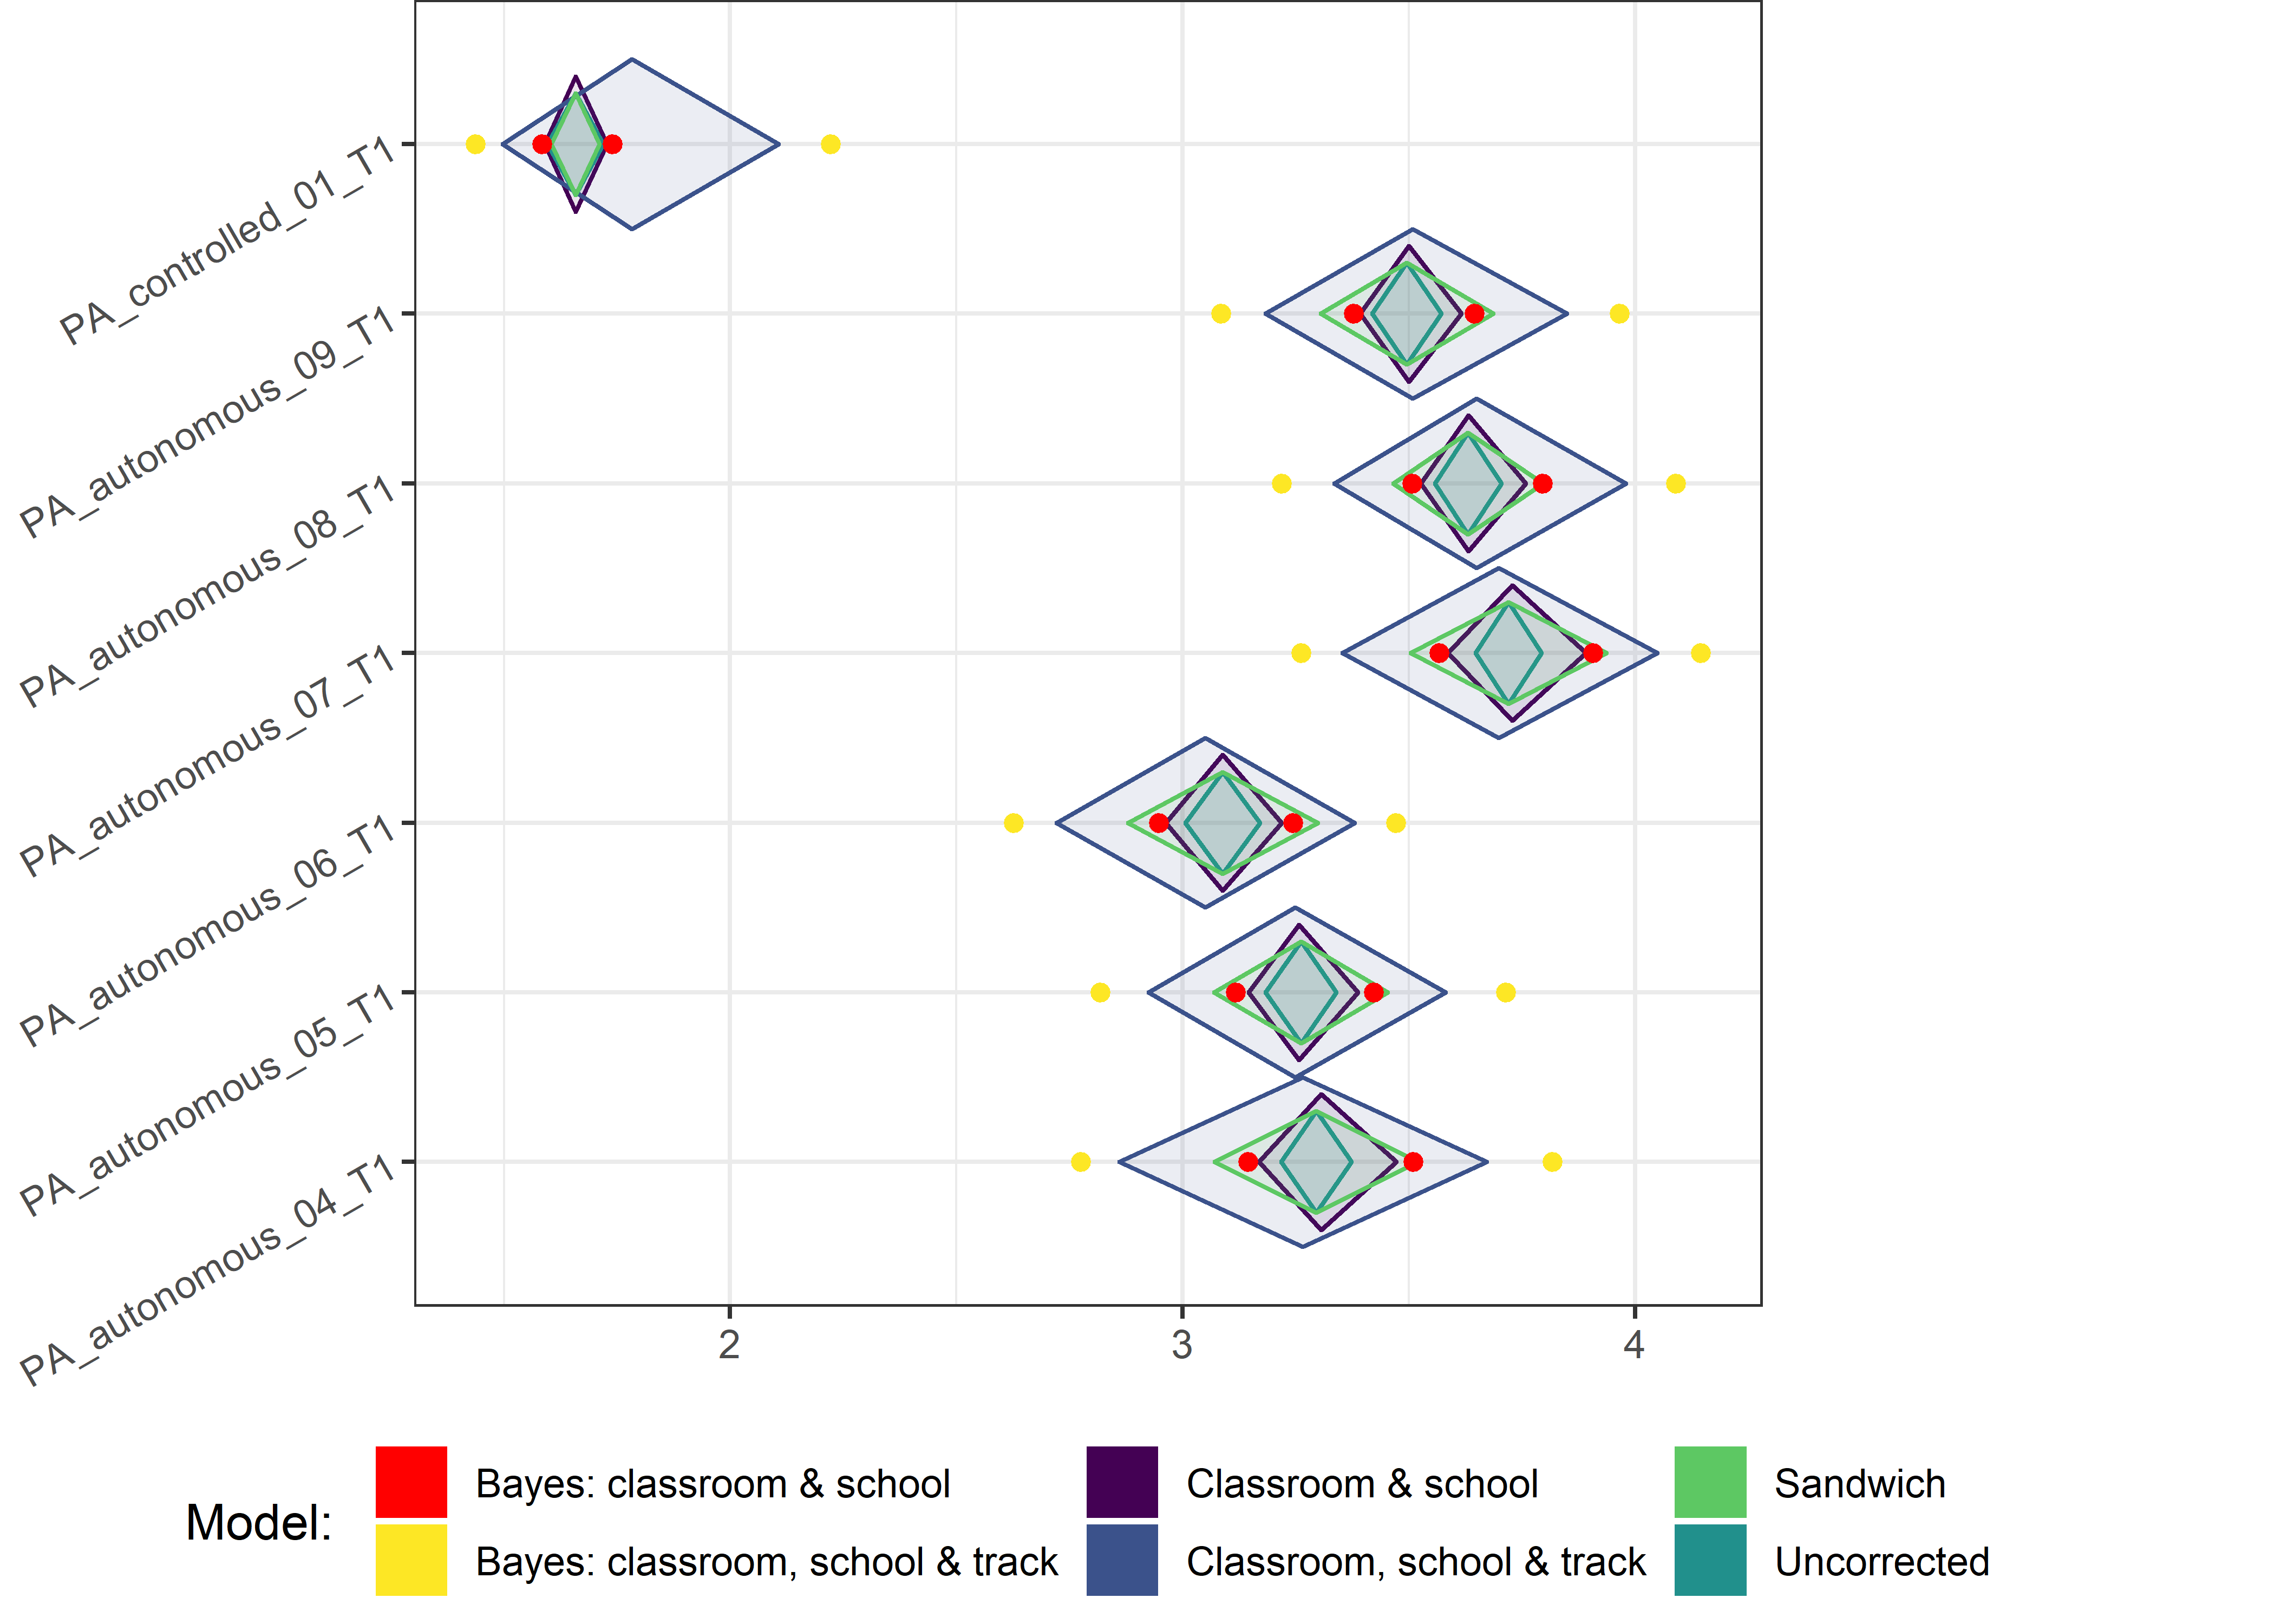 PA_controlled_01_T1
PA_autonomous_09_T1
PA_autonomous_08_T1
PA_autonomous_07_T1
PA_autonomous_06_T1
PA_autonomous_05_T1
PA_autonomous_04_T1
2 3 4
Model:
Bayes: classroom & school
Classroom & school
Sandwich
Bayes: classroom, school & track
Classroom, school & track
Uncorrected